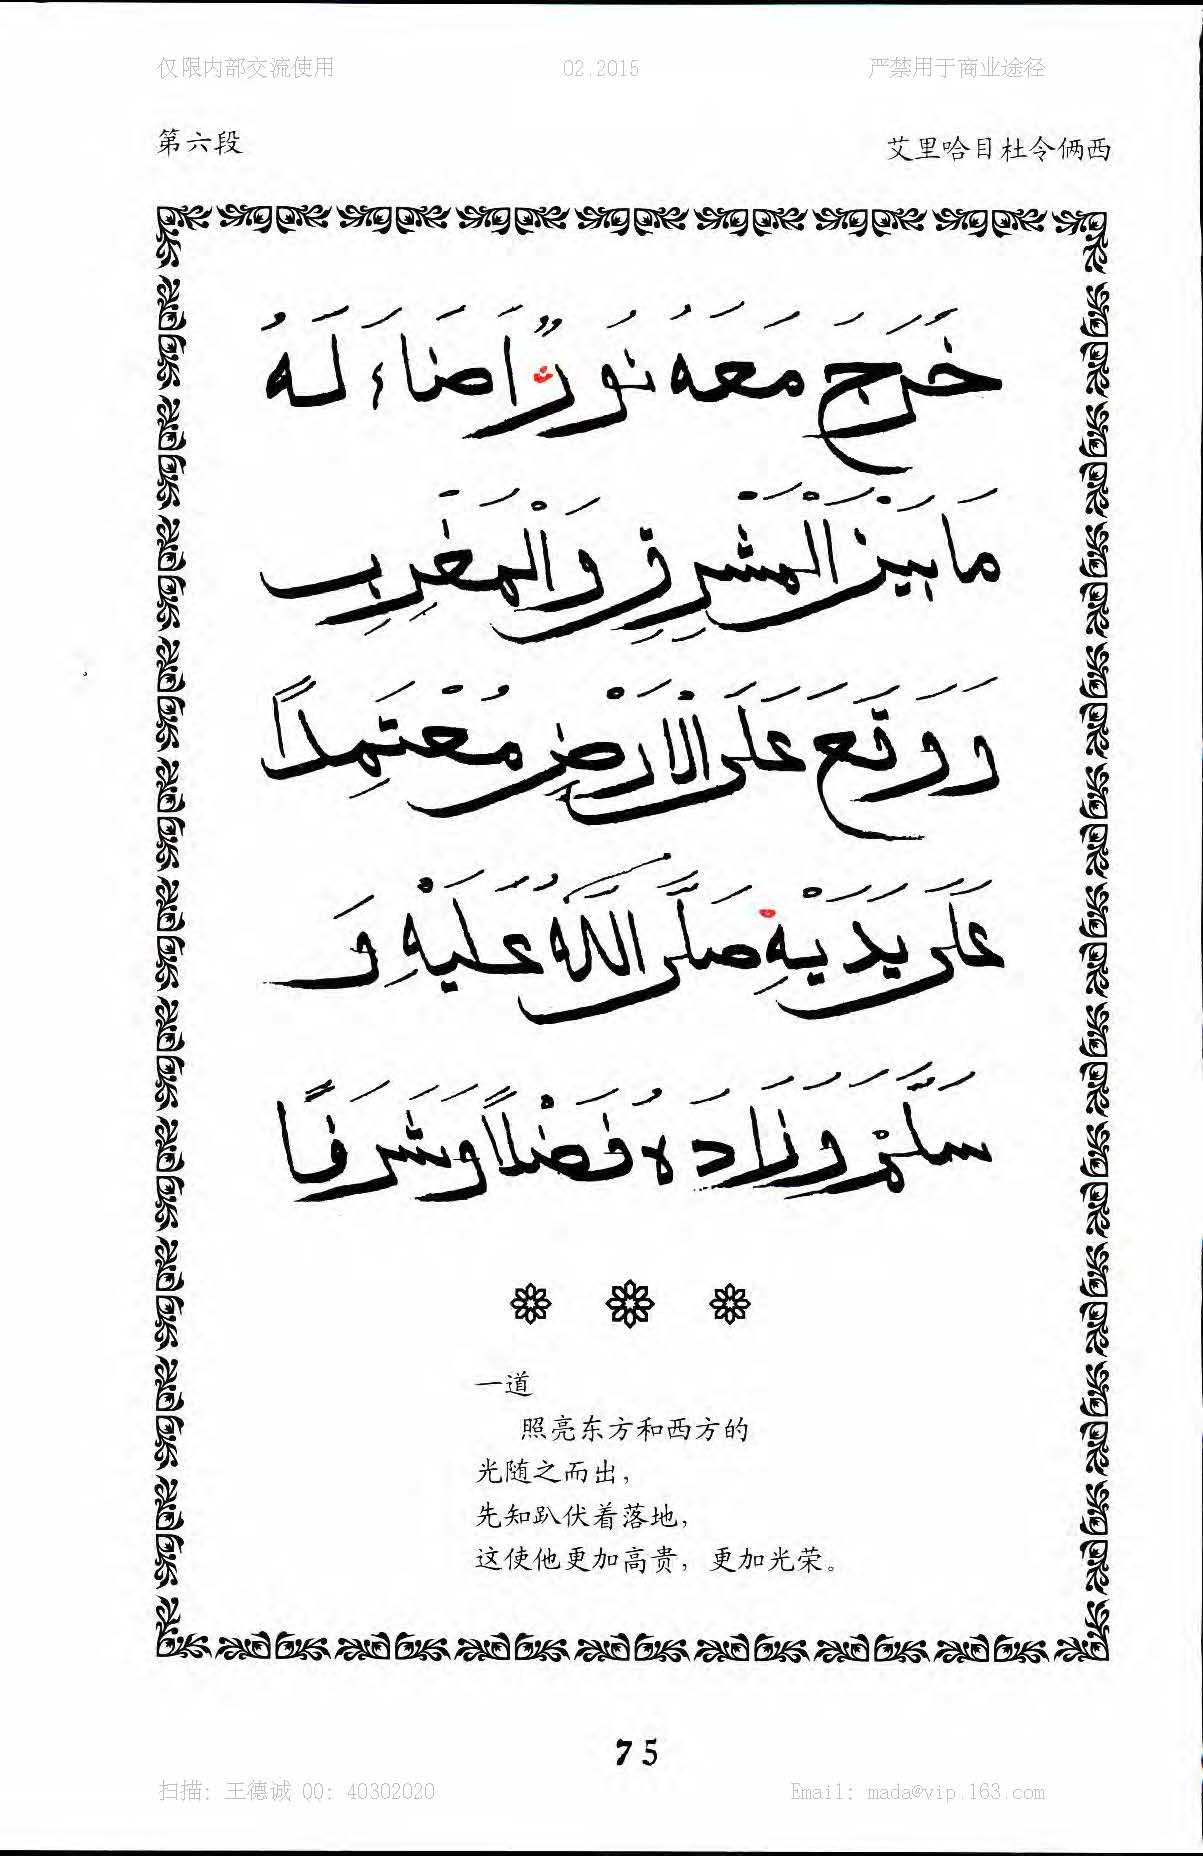 仅限内部交流使用 02.2015 严禁用于商业途径
第六段 艾里哈目杜令俩西
خَرَجَ مَعَهُ نُورٌ اَضَاءَ لَهُ
مَا بَيْنَ الْمَشْرِقِ وَالْمَغْرِبِ
وَوَقَعَ عَلَى الْاَرْضِ مُعْتَمِداً
عَلَى يَدَيْهِ صَلَّى اللّٰهُ عَلَيْهِ وَ
سَلَّمَ وَزَادَهُ فَضْلاً وَشَرَفاً
一道
照亮东方和西方的
光随之而出，
先知趴伏着落地，
这使他更加高贵，更加光荣。
75
扫描：王德诚 QQ：40302020 Email：mada@vip.163.com